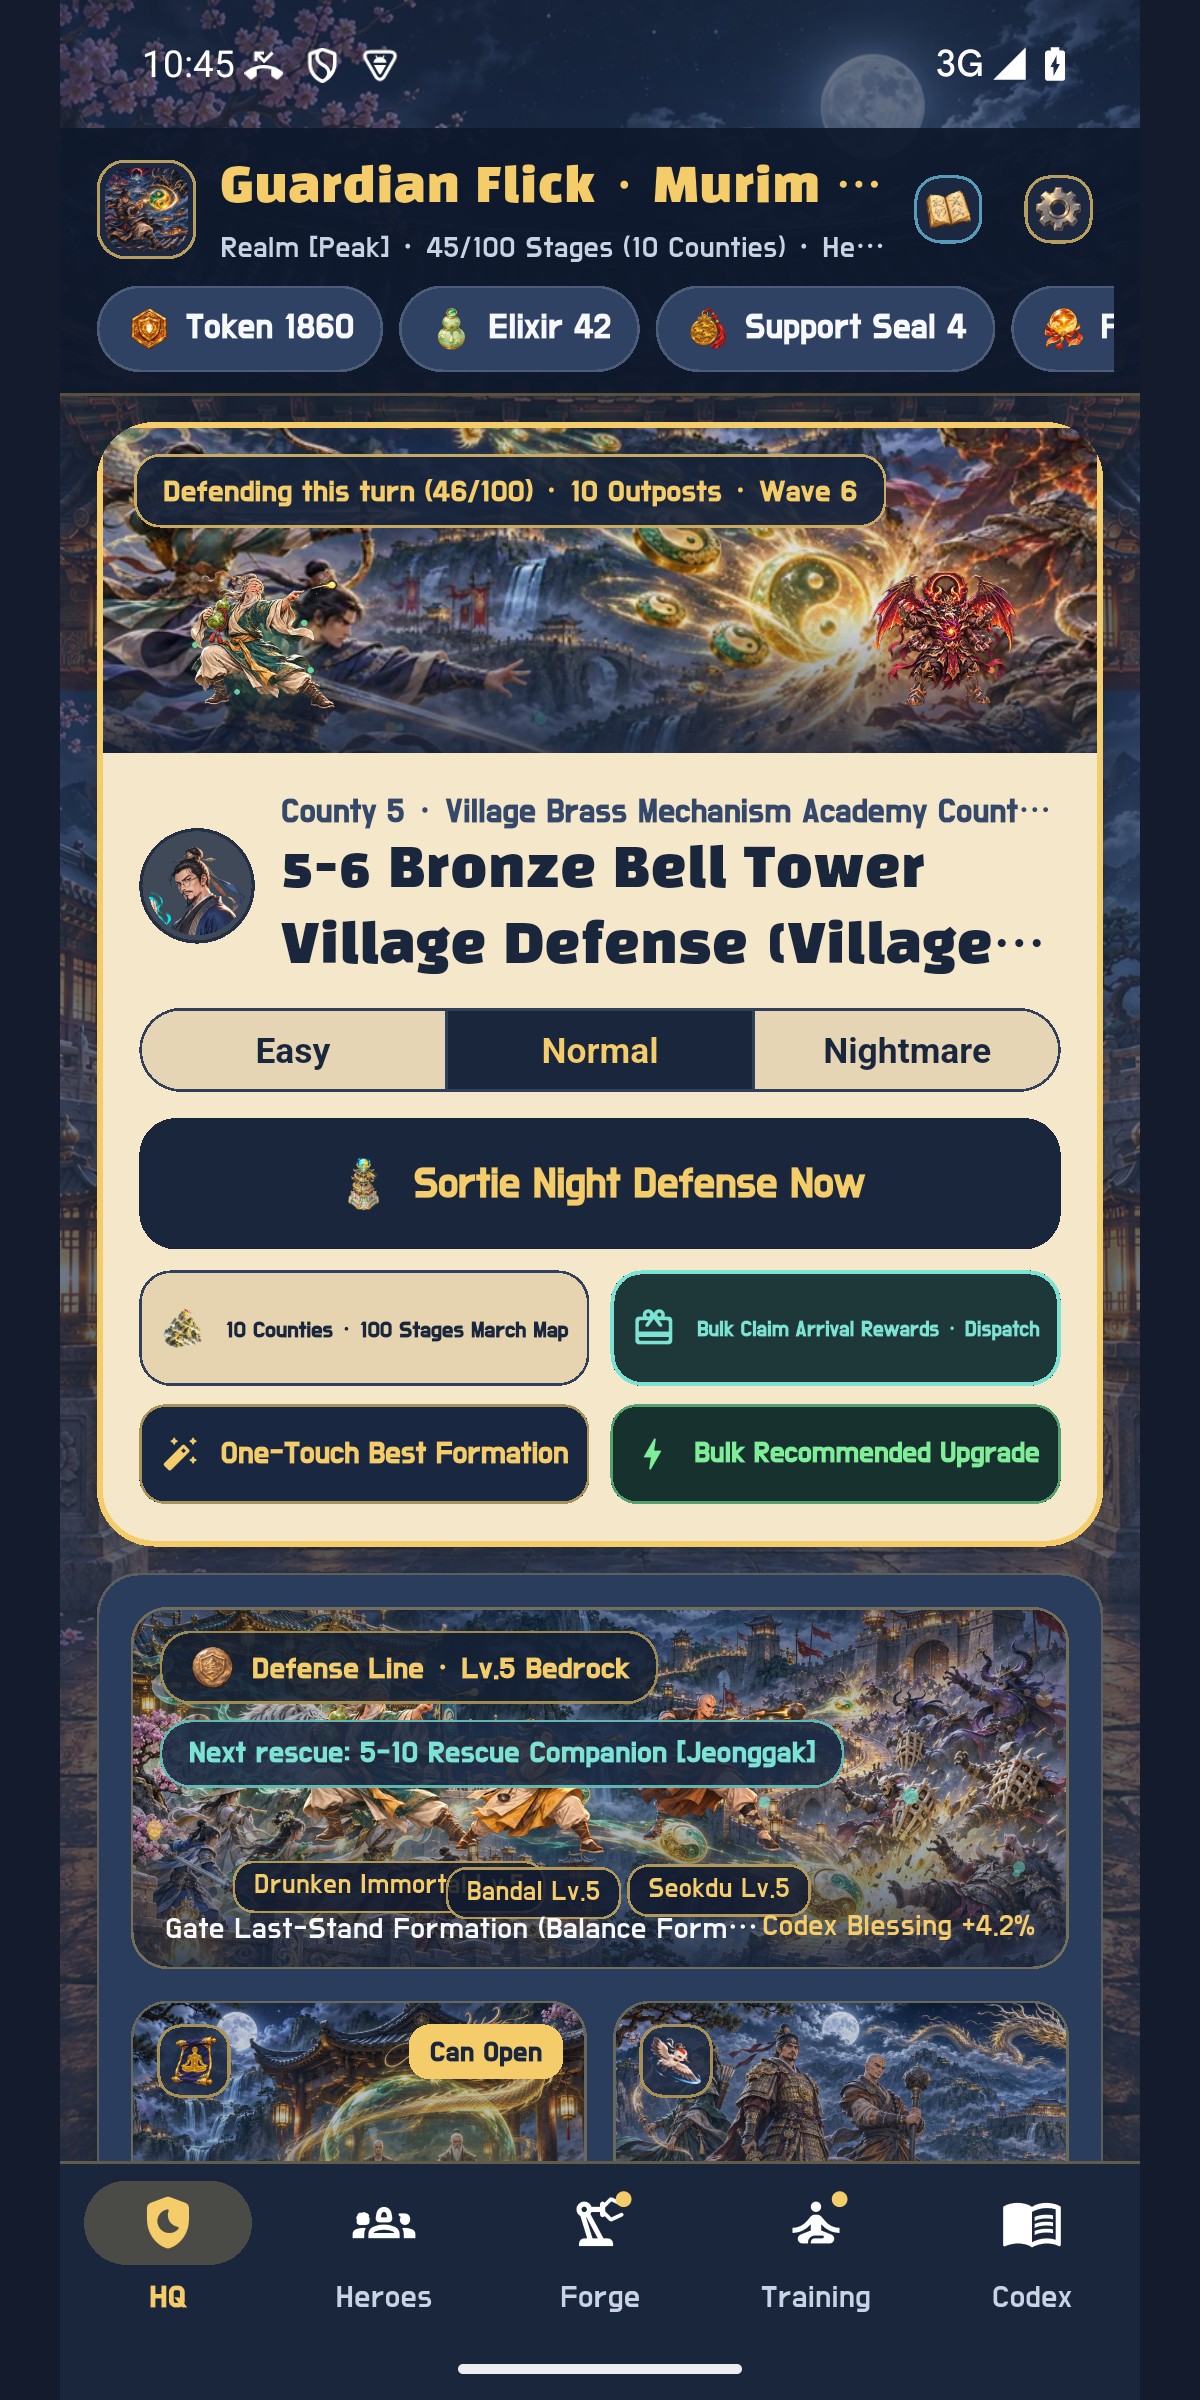 10:45
3G
Guardian Flick · Murim ···
Realm [Peak] · 45/100 Stages (10 Counties) · He···
Token 1860
Elixir 42
Support Seal 4
Defending this turn (46/100) · 10 Outposts · Wave 6
County 5 · Village Brass Mechanism Academy Count···
5-6 Bronze Bell Tower
Village Defense (Village···
Easy
Normal
Nightmare
Sortie Night Defense Now
10 Counties · 100 Stages March Map
Bulk Claim Arrival Rewards · Dispatch
One-Touch Best Formation
Bulk Recommended Upgrade
Defense Line · Lv.5 Bedrock
Next rescue: 5-10 Rescue Companion [Jeonggak]
Drunken Immort
Bandal Lv.5
Seokdu Lv.5
Gate Last-Stand Formation (Balance Form···
Codex Blessing +4.2%
Can Open
HQ
Heroes
Forge
Training
Codex